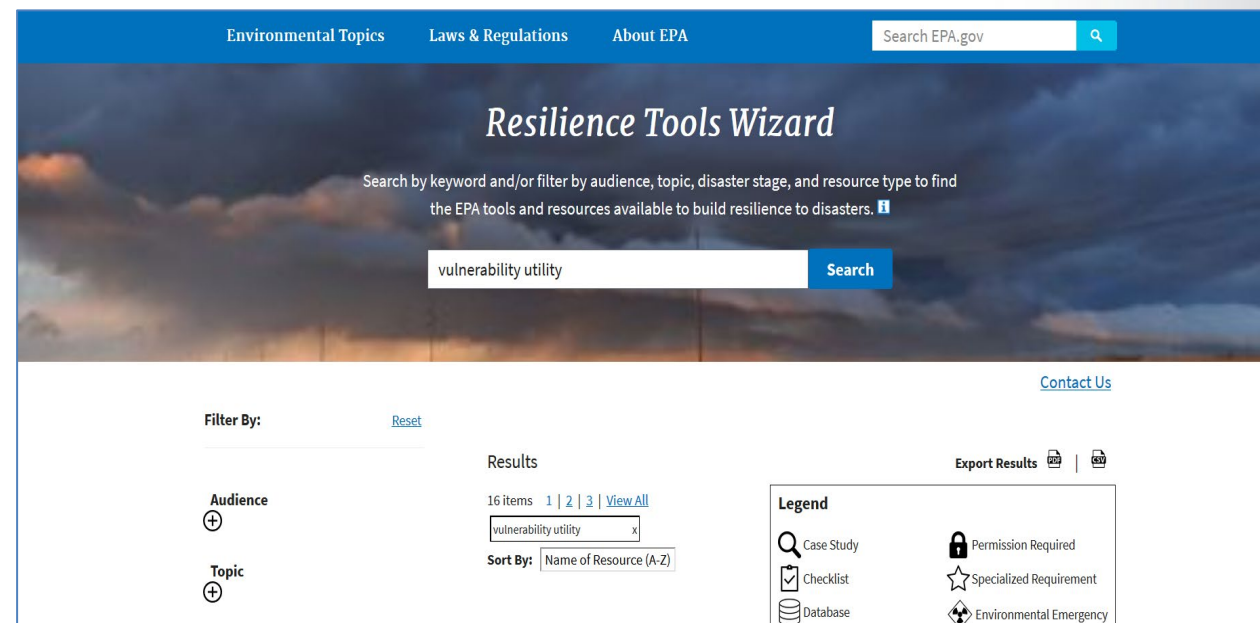 Environmental Topics Laws & Regulations About EPA Search EPA.gov
Resilience Tools Wizard
Search by keyword and/or filter by audience, topic, disaster stage, and resource type to find
the EPA tools and resources available to build resilience to disasters. i
vulnerability utility Search
Contact Us
Filter By: Reset
Results
Export Results PDF | CSV
Audience
16 items 1 | 2 | 3 | View All
vulnerability utility x
Sort By: Name of Resource (A-Z)
Topic
Legend
Case Study Permission Required
Checklist Specialized Requirement
Database Environmental Emergency